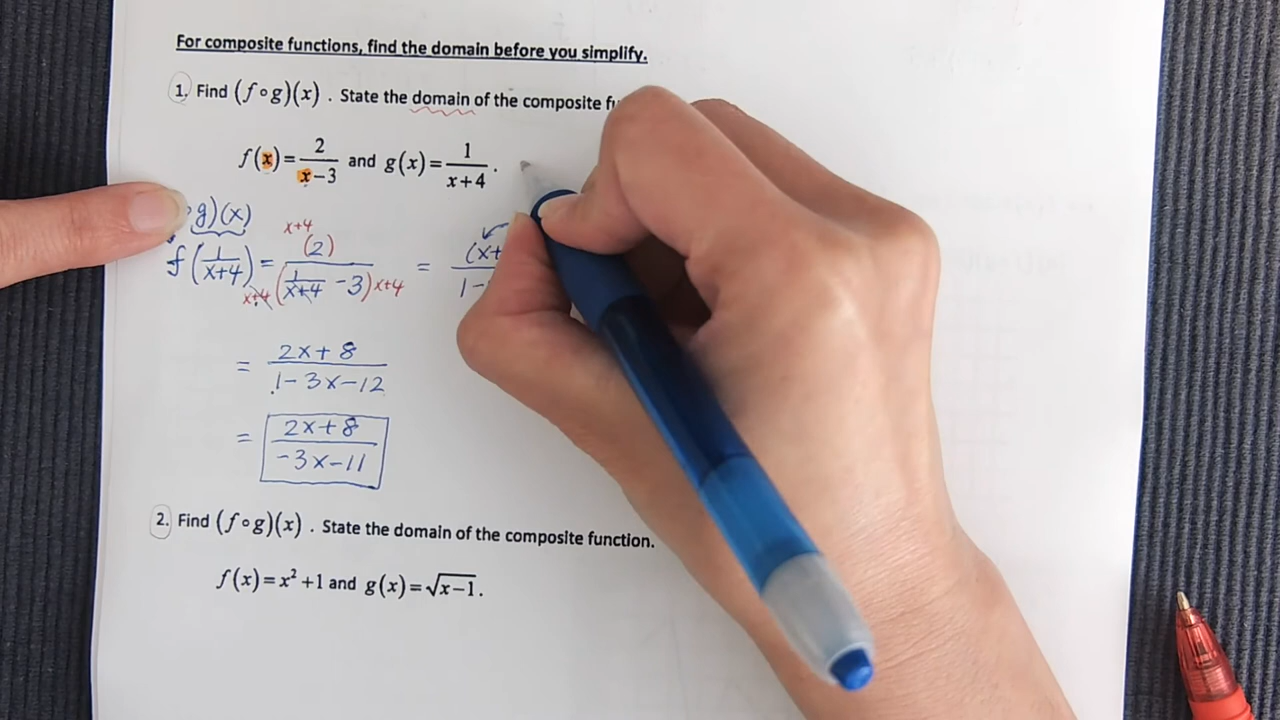 For composite functions, find the domain before you simplify.
1. Find (f∘g)(x). State the domain of the composite
f(x)=2/(x-3) and g(x)=1/(x+4).
g)(x)
f(1/(x+4)) = x+4 (2) / x+4 (1/(x+4) -3) x+4 = (x+ / 1-
= (2x+8)/(1-3x-12)
= (2x+8)/(-3x-11)
2. Find (f∘g)(x). State the domain of the composite function.
f(x)=x²+1 and g(x)=√(x-1).